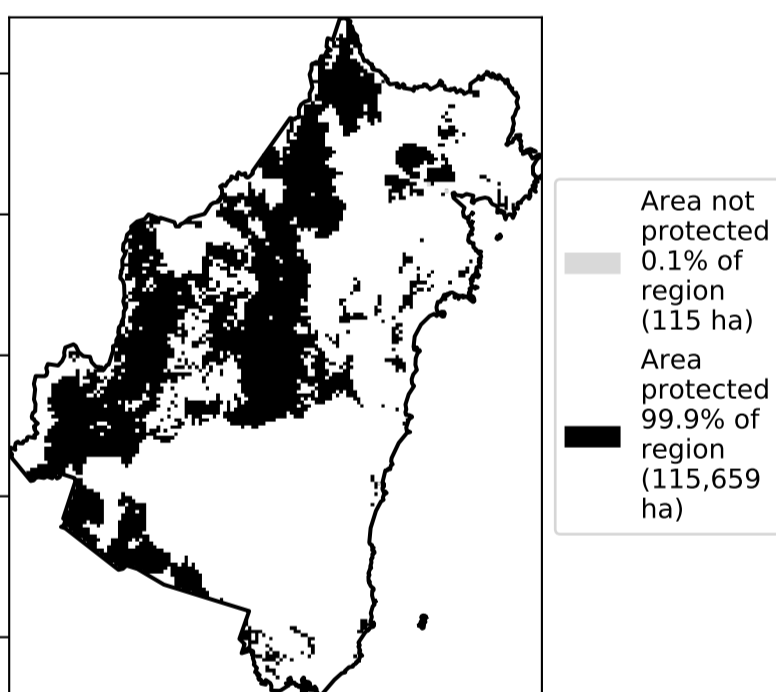 Area not
protected
0.1% of
region
(115 ha)
Area
protected
99.9% of
region
(115,659
ha)